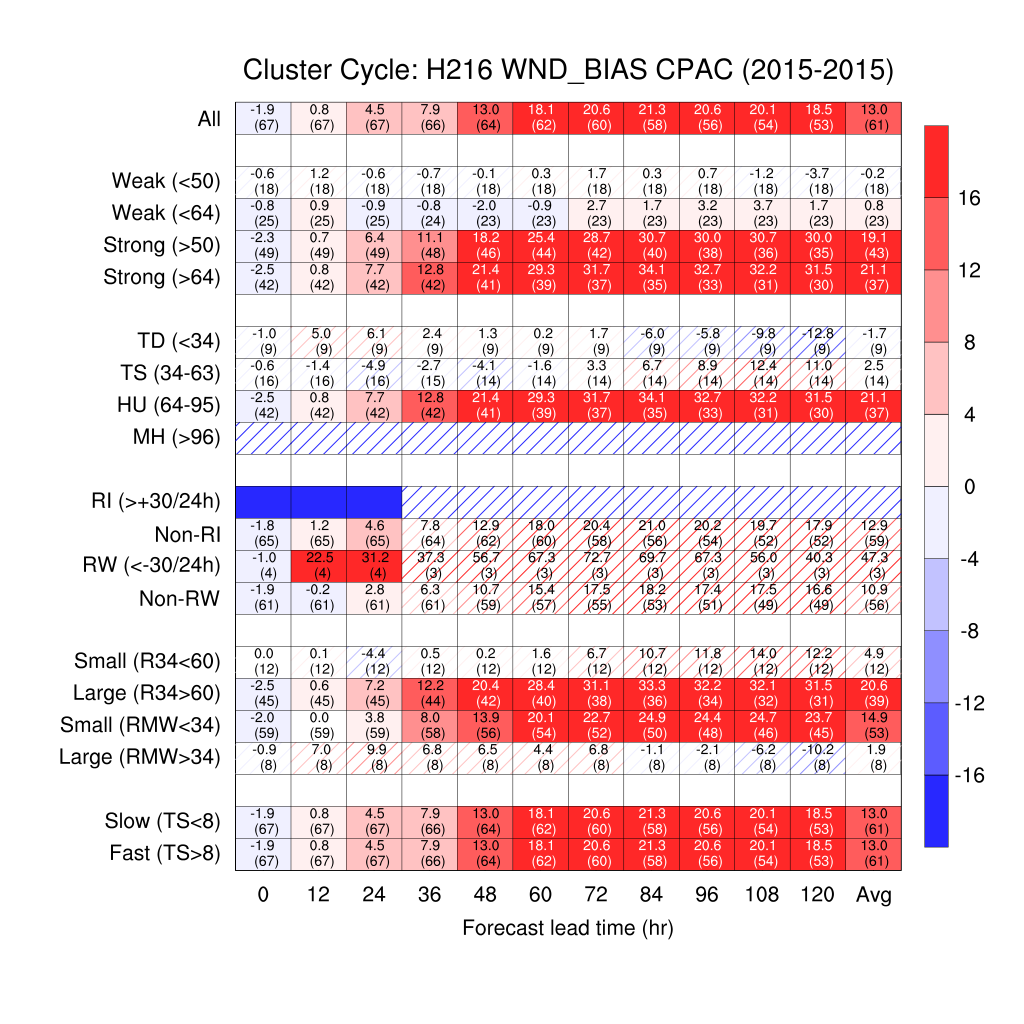 Cluster Cycle: H216 WND_BIAS CPAC (2015-2015)
All -1.9 0.8 4.5 7.9 13.0 18.1 20.6 21.3 20.6 20.1 18.5 13.0
(67) (67) (67) (66) (64) (62) (60) (58) (56) (54) (53) (61)
Weak (<50) -0.6 1.2 -0.6 -0.7 -0.1 0.3 1.7 0.3 0.7 -1.2 -3.7 -0.2
(18) (18) (18) (18) (18) (18) (18) (18) (18) (18) (18) (18)
Weak (<64) -0.8 0.9 -0.9 -0.8 -2.0 -0.9 2.7 1.7 3.2 3.7 1.7 0.8
(25) (25) (25) (24) (23) (23) (23) (23) (23) (23) (23) (23)
Strong (>50) -2.3 0.7 6.4 11.1 18.2 25.4 28.7 30.7 30.0 30.7 30.0 19.1
(49) (49) (49) (48) (46) (44) (42) (40) (38) (36) (35) (43)
Strong (>64) -2.5 0.8 7.7 12.8 21.4 29.3 31.7 34.1 32.7 32.2 31.5 21.1
(42) (42) (42) (42) (41) (39) (37) (35) (33) (31) (30) (37)
TD (<34) -1.0 5.0 6.1 2.4 1.3 0.2 1.7 -6.0 -5.8 -9.8 -12.8 -1.7
(9) (9) (9) (9) (9) (9) (9) (9) (9) (9) (9) (9)
TS (34-63) -0.6 -1.4 -4.9 -2.7 -4.1 -1.6 3.3 6.7 8.9 12.4 11.0 2.5
(16) (16) (16) (15) (14) (14) (14) (14) (14) (14) (14) (14)
HU (64-95) -2.5 0.8 7.7 12.8 21.4 29.3 31.7 34.1 32.7 32.2 31.5 21.1
(42) (42) (42) (42) (41) (39) (37) (35) (33) (31) (30) (37)
MH (>96)
RI (>+30/24h)
Non-RI -1.8 1.2 4.6 7.8 12.9 18.0 20.4 21.0 20.2 19.7 17.9 12.9
(65) (65) (65) (64) (62) (60) (58) (56) (54) (52) (52) (59)
RW (<-30/24h) -1.0 22.5 31.2 37.3 56.7 67.3 72.7 69.7 67.3 56.0 40.3 47.3
(4) (4) (4) (3) (3) (3) (3) (3) (3) (3) (3) (3)
Non-RW -1.9 -0.2 2.8 6.3 10.7 15.4 17.5 18.2 17.4 17.5 16.6 10.9
(61) (61) (61) (61) (59) (57) (55) (53) (51) (49) (49) (56)
Small (R34<60) 0.0 0.1 -4.4 0.5 0.2 1.6 6.7 10.7 11.8 14.0 12.2 4.9
(12) (12) (12) (12) (12) (12) (12) (12) (12) (12) (12) (12)
Large (R34>60) -2.5 0.6 7.2 12.2 20.4 28.4 31.1 33.3 32.2 32.1 31.5 20.6
(45) (45) (45) (44) (42) (40) (38) (36) (34) (32) (31) (39)
Small (RMW<34) -2.0 0.0 3.8 8.0 13.9 20.1 22.7 24.9 24.4 24.7 23.7 14.9
(59) (59) (59) (58) (56) (54) (52) (50) (48) (46) (45) (53)
Large (RMW>34) -0.9 7.0 9.9 6.8 6.5 4.4 6.8 -1.1 -2.1 -6.2 -10.2 1.9
(8) (8) (8) (8) (8) (8) (8) (8) (8) (8) (8) (8)
Slow (TS<8) -1.9 0.8 4.5 7.9 13.0 18.1 20.6 21.3 20.6 20.1 18.5 13.0
(67) (67) (67) (66) (64) (62) (60) (58) (56) (54) (53) (61)
Fast (TS>8) -1.9 0.8 4.5 7.9 13.0 18.1 20.6 21.3 20.6 20.1 18.5 13.0
(67) (67) (67) (66) (64) (62) (60) (58) (56) (54) (53) (61)
0 12 24 36 48 60 72 84 96 108 120 Avg
Forecast lead time (hr)
16
12
8
4
0
-4
-8
-12
-16